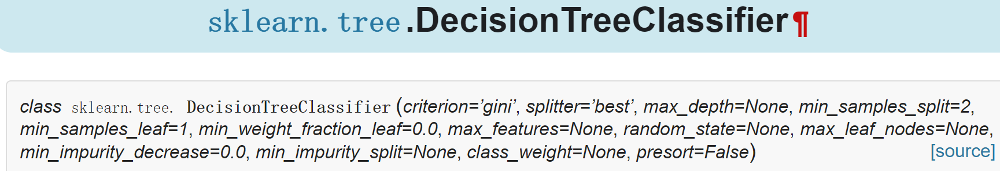 sklearn.tree.DecisionTreeClassifier¶
class sklearn.tree. DecisionTreeClassifier (criterion=’gini’, splitter=’best’, max_depth=None, min_samples_split=2,
min_samples_leaf=1, min_weight_fraction_leaf=0.0, max_features=None, random_state=None, max_leaf_nodes=None,
min_impurity_decrease=0.0, min_impurity_split=None, class_weight=None, presort=False) [source]